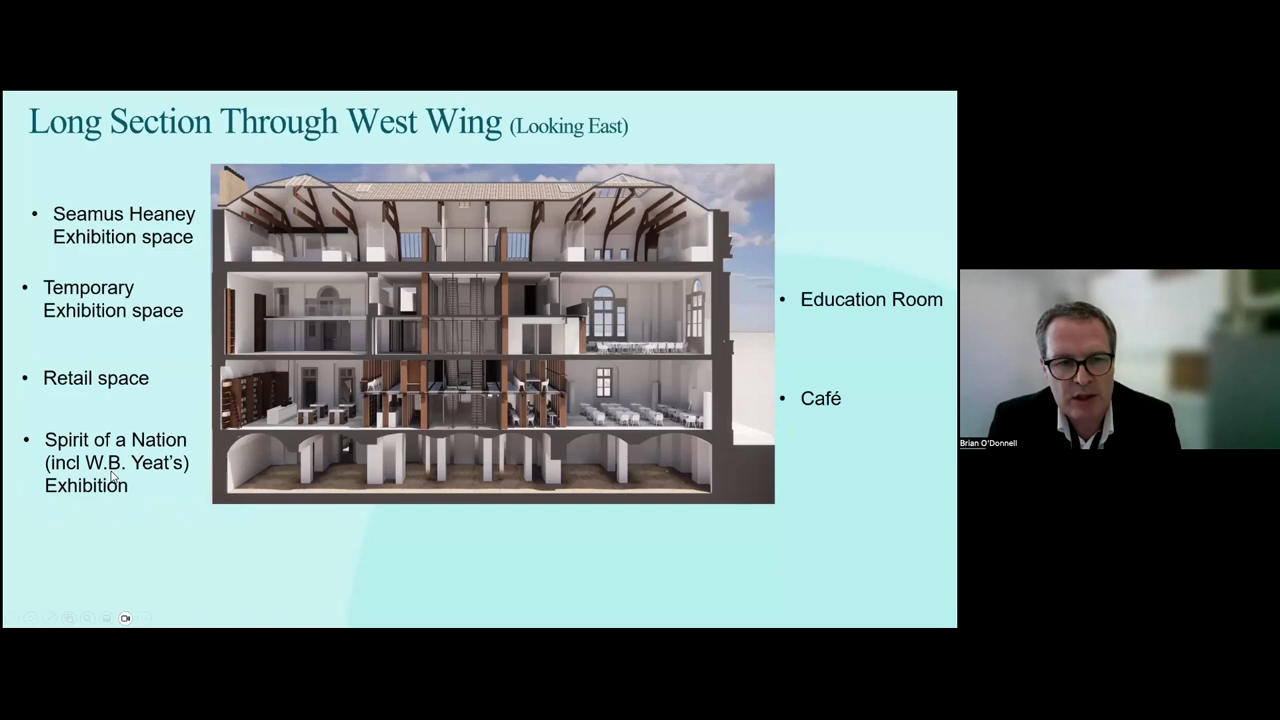 Long Section Through West Wing (Looking East)
• Seamus Heaney
Exhibition space
• Temporary
Exhibition space
• Retail space
• Spirit of a Nation
(incl W.B. Yeat's)
Exhibition
• Education Room
• Café
Brian O'Donnell